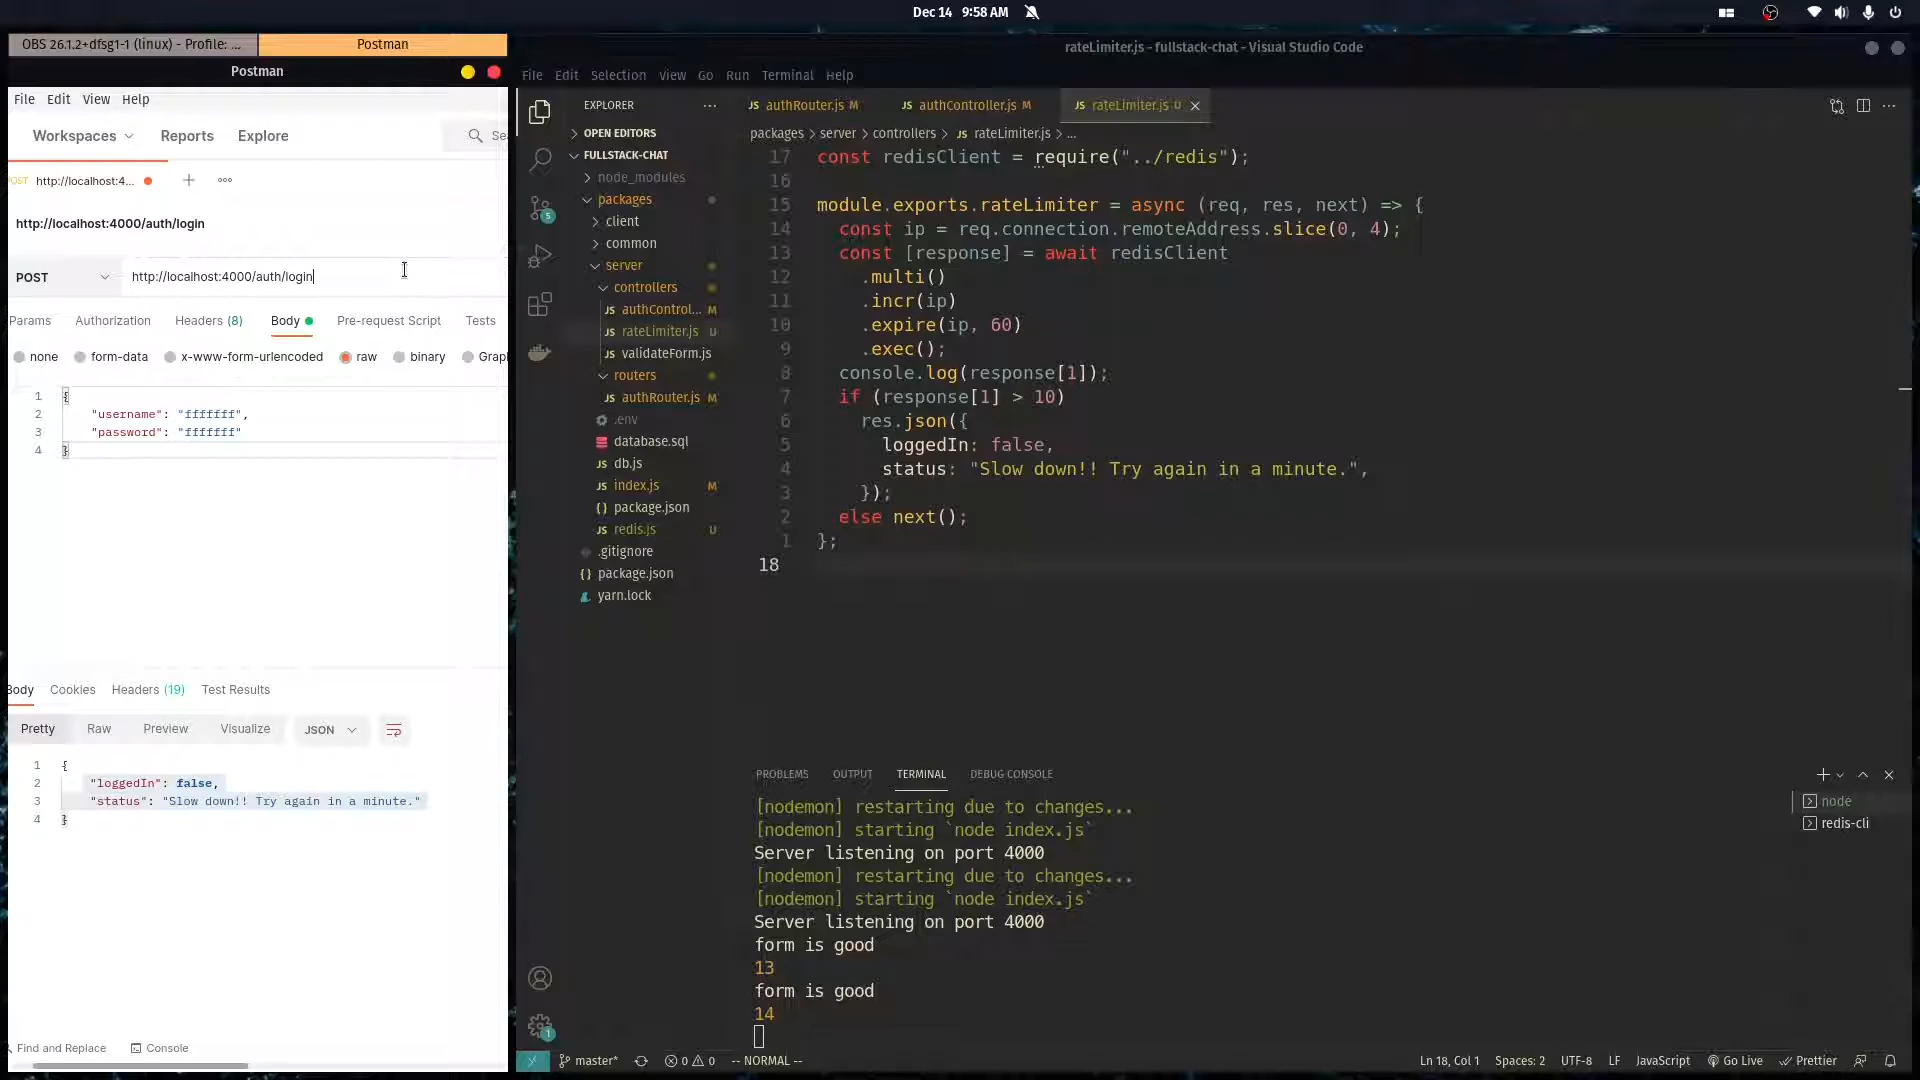 Dec 14 9:58 AM
OBS 26.1.2+dfsg1-1 (linux) - Profile: ...
Postman
Postman
File Edit View Help
Workspaces Reports Explore
POST http://localhost:4...
http://localhost:4000/auth/login
POST http://localhost:4000/auth/login
Params Authorization Headers (8) Body Pre-request Script Tests
none form-data x-www-form-urlencoded raw binary
1 {
2 "username": "fffffff",
3 "password": "fffffff"
4 }
Body Cookies Headers (19) Test Results
Pretty Raw Preview Visualize JSON
1 {
2 "loggedIn": false,
3 "status": "Slow down!! Try again in a minute."
4 }
Find and Replace Console
rateLimiter.js - fullstack-chat - Visual Studio Code
File Edit Selection View Go Run Terminal Help
EXPLORER ...
OPEN EDITORS
FULLSTACK-CHAT
node_modules
packages
client
common
server
controllers
JS authControl... M
JS rateLimiter.js U
JS validateForm.js
routers
JS authRouter.js M
.env
database.sql
JS db.js
JS index.js M
{} package.json
JS redis.js U
.gitignore
{} package.json
yarn.lock
5
1
JS authRouter.js M JS authController.js M JS rateLimiter.js U
packages > server > controllers > JS rateLimiter.js > ...
17 const redisClient = require("../redis");
16
15 module.exports.rateLimiter = async (req, res, next) => {
14 const ip = req.connection.remoteAddress.slice(0, 4);
13 const [response] = await redisClient
12 .multi()
11 .incr(ip)
10 .expire(ip, 60)
9 .exec();
8 console.log(response[1]);
7 if (response[1] > 10)
6 res.json({
5 loggedIn: false,
4 status: "Slow down!! Try again in a minute.",
3 });
2 else next();
1 };
18
PROBLEMS OUTPUT TERMINAL DEBUG CONSOLE
[nodemon] restarting due to changes...
[nodemon] starting `node index.js`
Server listening on port 4000
[nodemon] restarting due to changes...
[nodemon] starting `node index.js`
Server listening on port 4000
form is good
13
form is good
14
node
redis-cli
master* 0 0 -- NORMAL -- Ln 18, Col 1 Spaces: 2 UTF-8 LF JavaScript Go Live Prettier